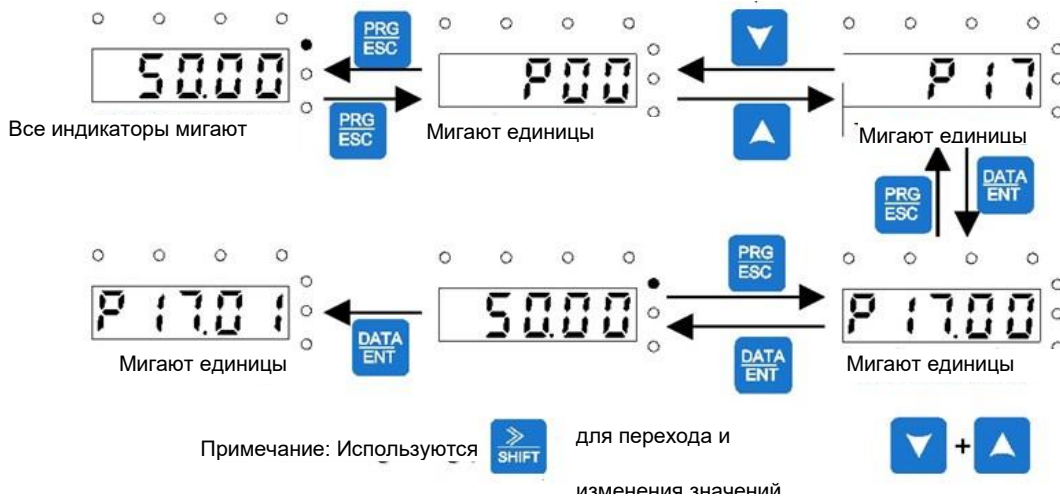 PRG
ESC
50.00
P00
P17
PRG
ESC
Все индикаторы мигают
Мигают единицы
Мигают единицы
PRG
ESC
DATA
ENT
PRG
ESC
P17.01
50.00
P17.00
DATA
ENT
DATA
ENT
Мигают единицы
Мигают единицы
Примечание: Используются
SHIFT
для перехода и
+
изменения значений